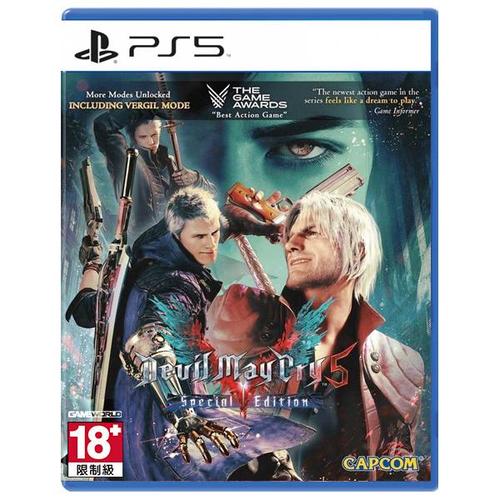 PS5
More Modes Unlocked
INCLUDING VERGIL MODE
THE
GAME
AWARDS
"Best Action Game"
"The newest action game in the
series feels like a dream to play."
- Game Informer
Devil May Cry 5
™
Special Edition
GAMEWORLD
18+
限制級
CAPCOM